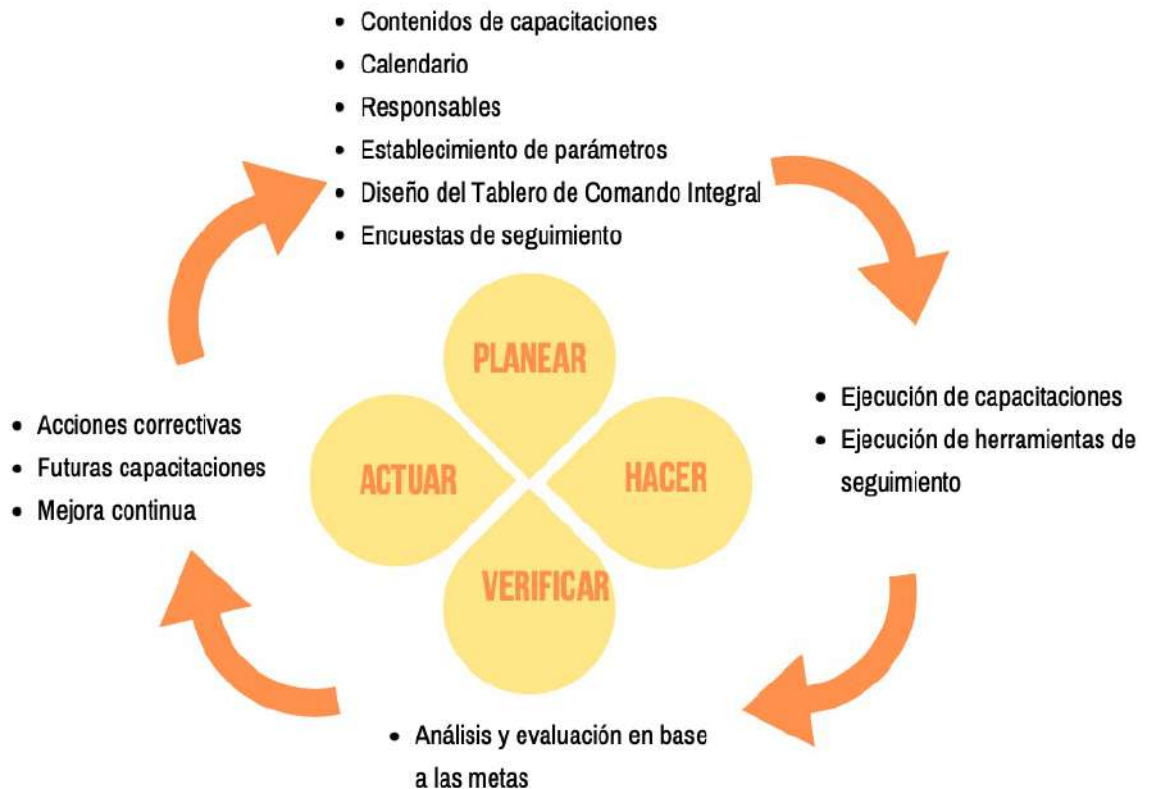 • Contenidos de capacitaciones
• Calendario
• Responsables
• Establecimiento de parámetros
• Diseño del Tablero de Comando Integral
• Encuestas de seguimiento
PLANEAR
• Ejecución de capacitaciones
• Ejecución de herramientas de
seguimiento
HACER
• Acciones correctivas
• Futuras capacitaciones
• Mejora continua
ACTUAR
VERIFICAR
• Análisis y evaluación en base
a las metas